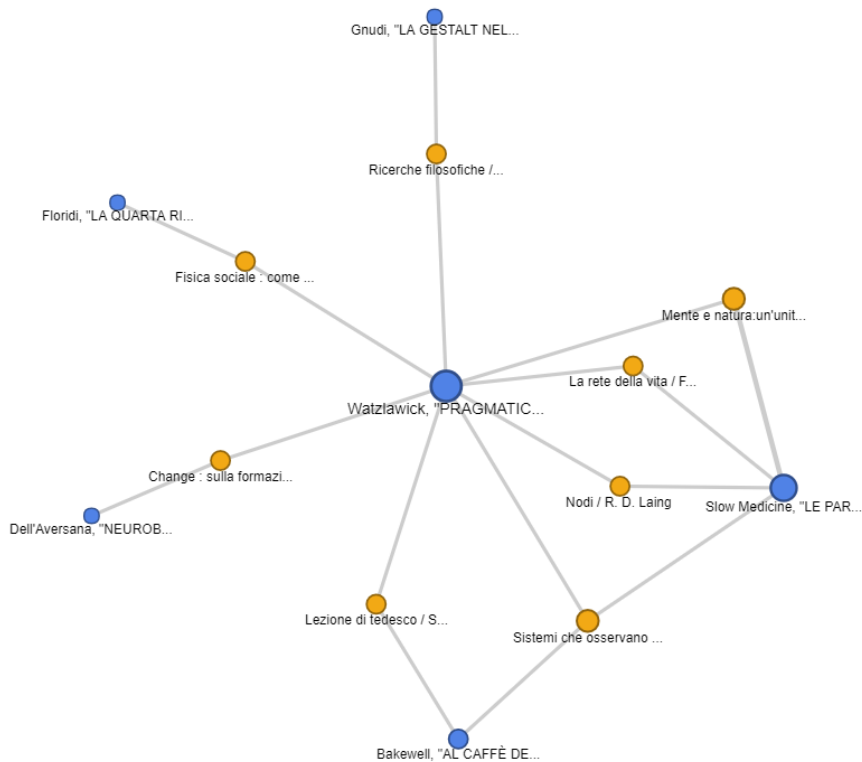 Gnudi, "LA GESTALT NEL...
Ricerche filosofiche /...
Floridi, "LA QUARTA RI...
Fisica sociale : come ...
Mente e natura:un'unit...
La rete della vita / F...
Watzlawick, "PRAGMATIC...
Change : sulla formazi...
Nodi / R. D. Laing
Slow Medicine, "LE PAR...
Dell'Aversana, "NEUROB...
Lezione di tedesco / S...
Sistemi che osservano ...
Bakewell, "AL CAFFÈ DE...